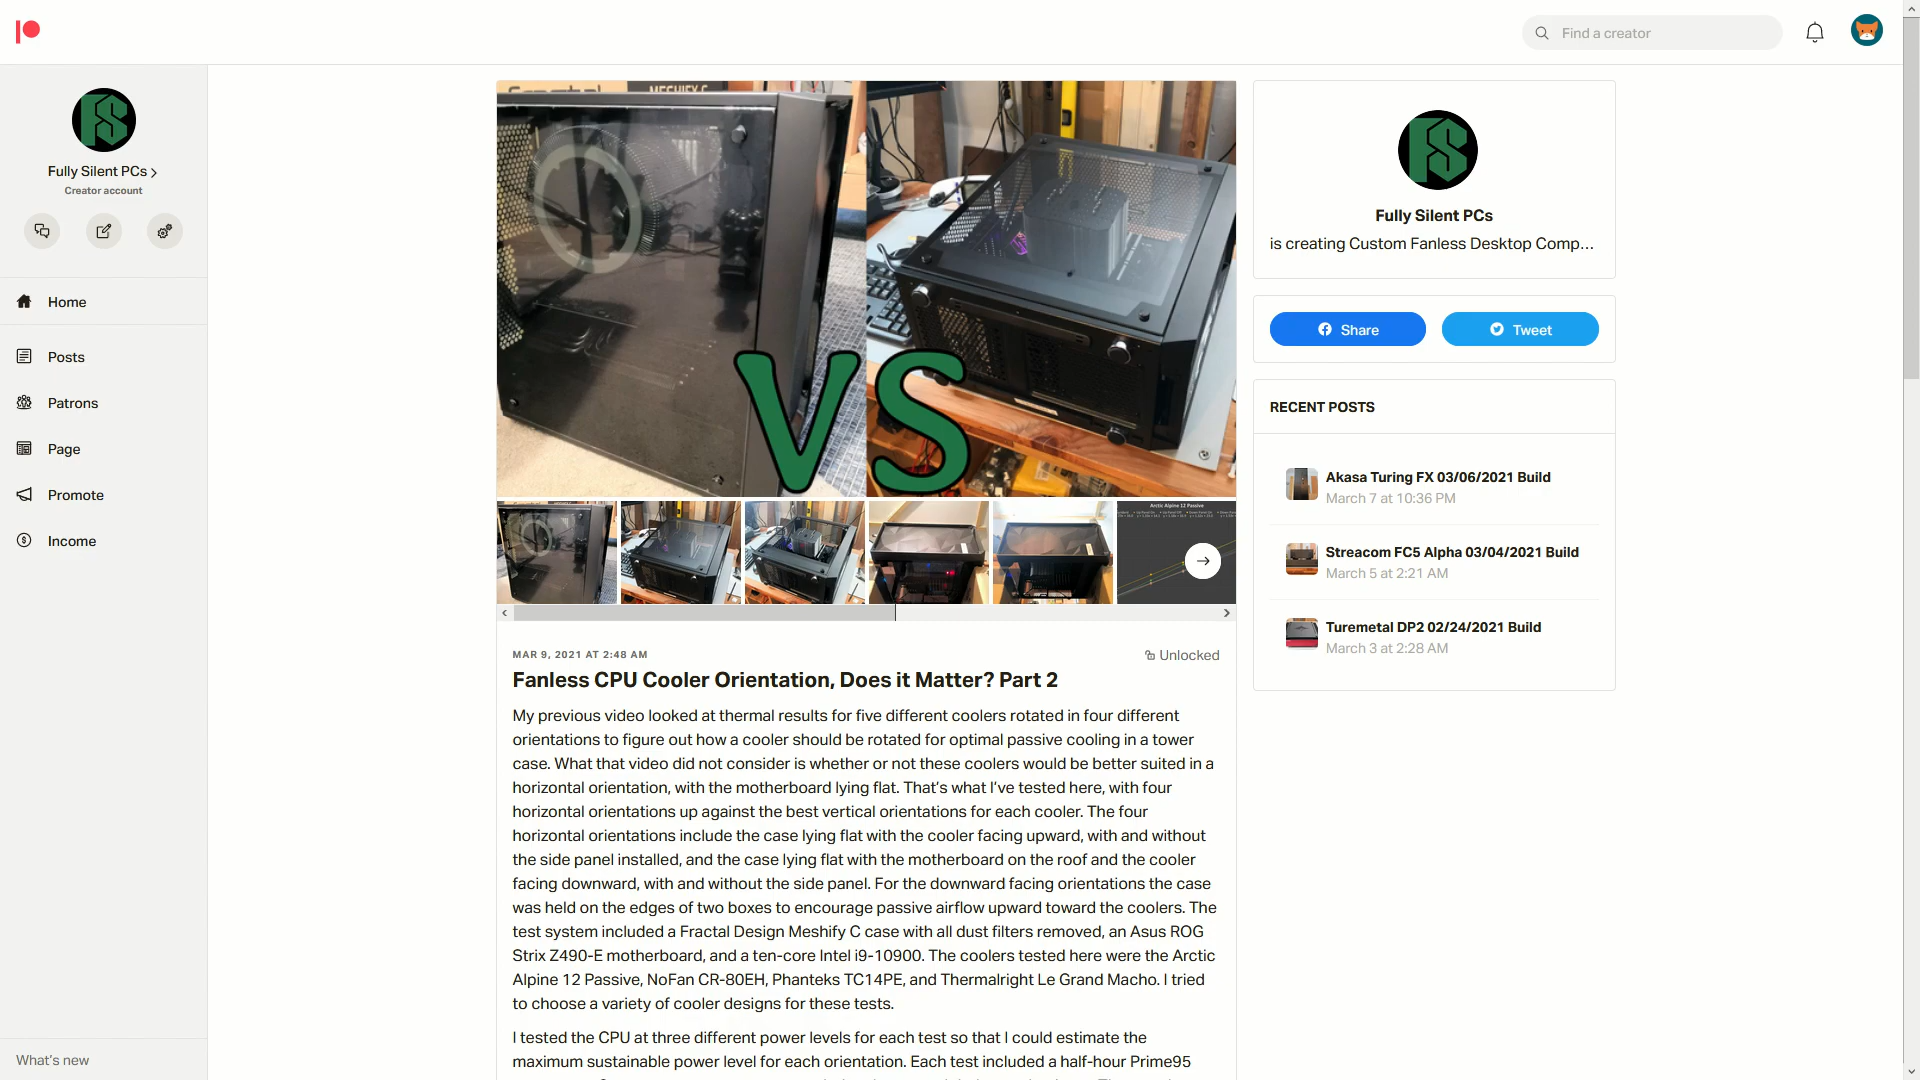 Find a creator
Fully Silent PCs
Creator account
Home
Posts
Patrons
Page
Promote
Income
What's new
MESHIFY C
VS
Arctic Alpine 12 Passive
MAR 9, 2021 AT 2:48 AM
Unlocked
Fanless CPU Cooler Orientation, Does it Matter? Part 2
My previous video looked at thermal results for five different coolers rotated in four different
orientations to figure out how a cooler should be rotated for optimal passive cooling in a tower
case. What that video did not consider is whether or not these coolers would be better suited in a
horizontal orientation, with the motherboard lying flat. That's what I've tested here, with four
horizontal orientations up against the best vertical orientations for each cooler. The four
horizontal orientations include the case lying flat with the cooler facing upward, with and without
the side panel installed, and the case lying flat with the motherboard on the roof and the cooler
facing downward, with and without the side panel. For the downward facing orientations the case
was held on the edges of two boxes to encourage passive airflow upward toward the coolers. The
test system included a Fractal Design Meshify C case with all dust filters removed, an Asus ROG
Strix Z490-E motherboard, and a ten-core Intel i9-10900. The coolers tested here were the Arctic
Alpine 12 Passive, NoFan CR-80EH, Phanteks TC14PE, and Thermalright Le Grand Macho. I tried
to choose a variety of cooler designs for these tests.
I tested the CPU at three different power levels for each test so that I could estimate the
maximum sustainable power level for each orientation. Each test included a half-hour Prime95
FS
Fully Silent PCs
is creating Custom Fanless Desktop Comp...
Share
Tweet
RECENT POSTS
Akasa Turing FX 03/06/2021 Build
March 7 at 10:36 PM
Streacom FC5 Alpha 03/04/2021 Build
March 5 at 2:21 AM
Turemetal DP2 02/24/2021 Build
March 3 at 2:28 AM